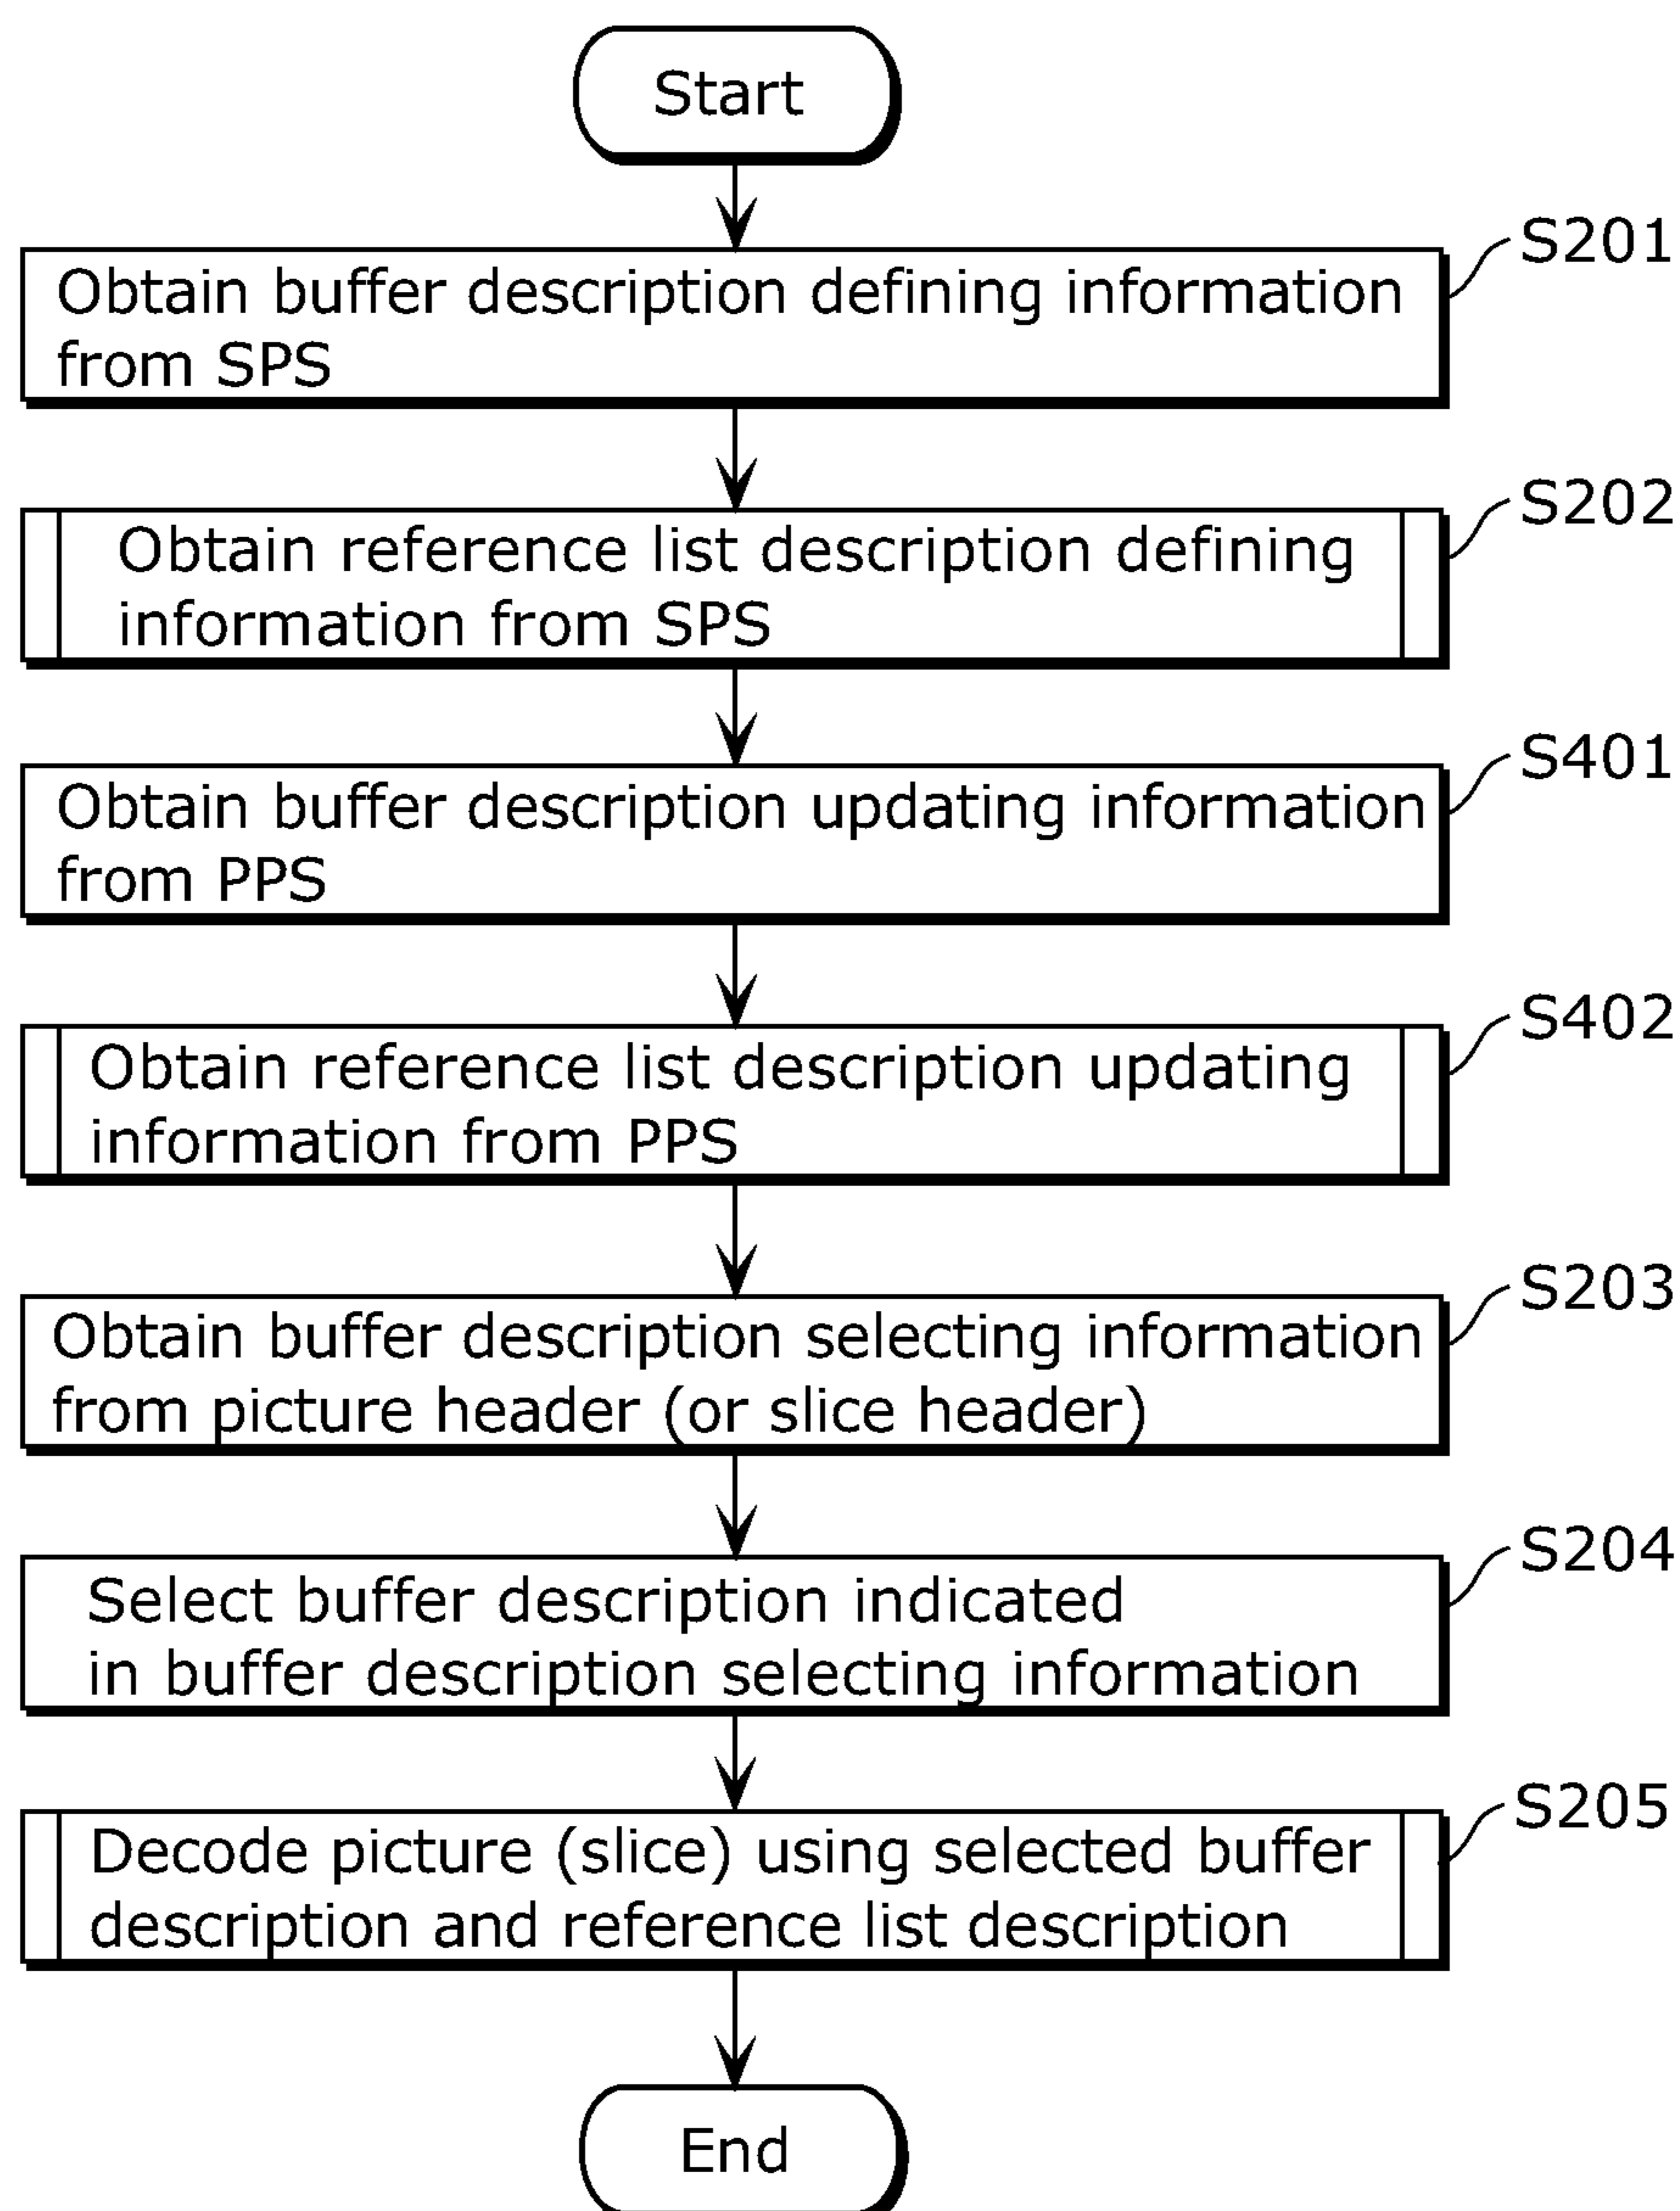 Start
S201
Obtain buffer description defining information
from SPS
S202
Obtain reference list description defining
information from SPS
S401
Obtain buffer description updating information
from PPS
S402
Obtain reference list description updating
information from PPS
S203
Obtain buffer description selecting information
from picture header (or slice header)
S204
Select buffer description indicated
in buffer description selecting information
S205
Decode picture (slice) using selected buffer
description and reference list description
End